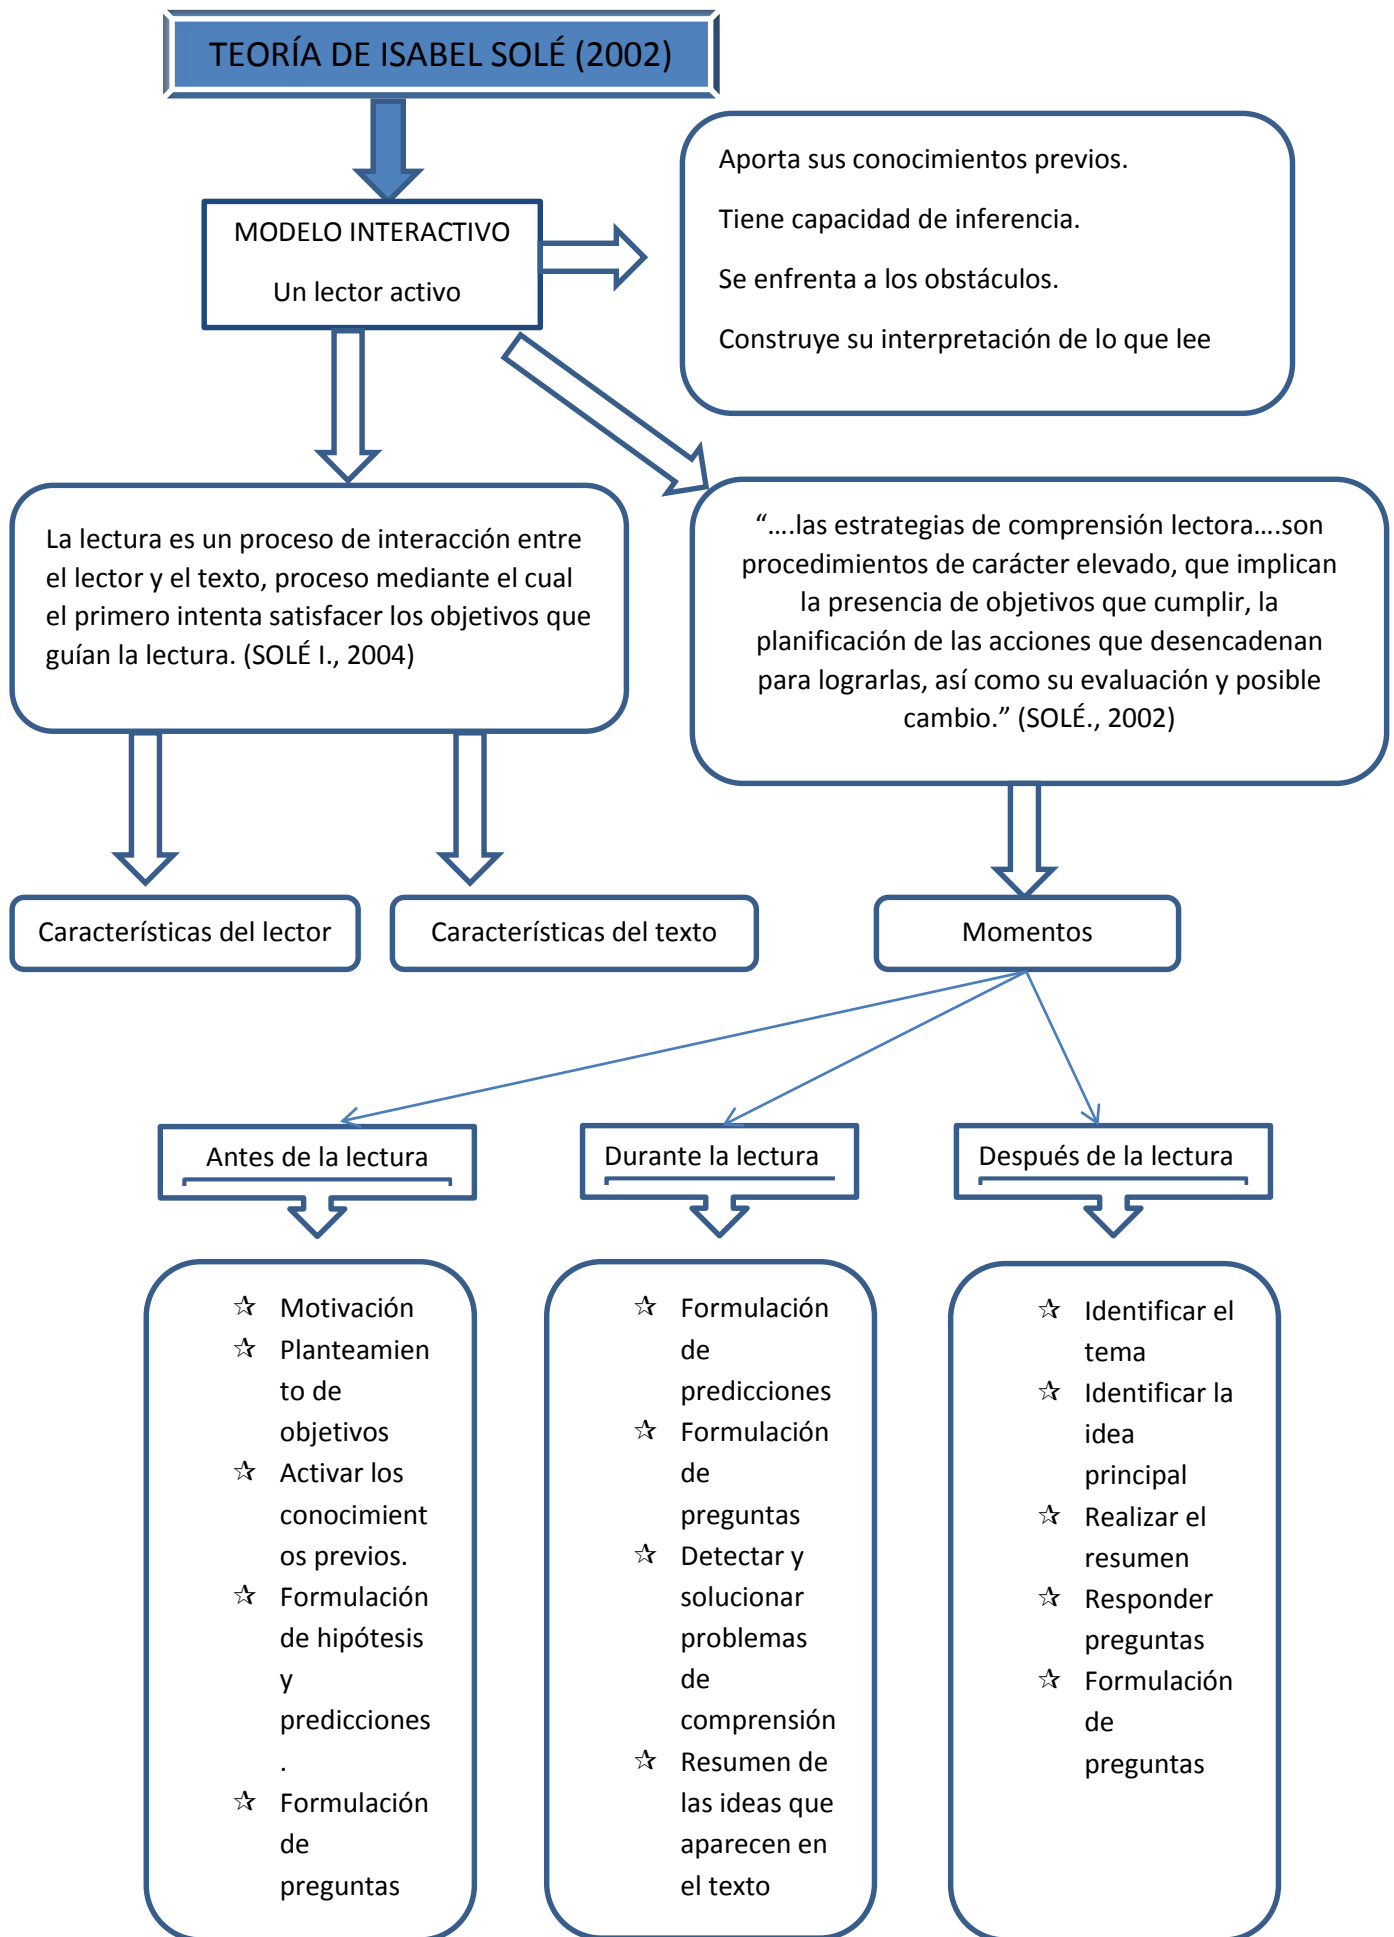 TEORÍA DE ISABEL SOLÉ (2002)
MODELO INTERACTIVO
Un lector activo
Aporta sus conocimientos previos.
Tiene capacidad de inferencia.
Se enfrenta a los obstáculos.
Construye su interpretación de lo que lee
La lectura es un proceso de interacción entre
el lector y el texto, proceso mediante el cual
el primero intenta satisfacer los objetivos que
guían la lectura. (SOLÉ I., 2004)
“....las estrategias de comprensión lectora....son
procedimientos de carácter elevado, que implican
la presencia de objetivos que cumplir, la
planificación de las acciones que desencadenan
para lograrlas, así como su evaluación y posible
cambio.” (SOLÉ., 2002)
Características del lector
Características del texto
Momentos
Antes de la lectura
Durante la lectura
Después de la lectura
☆ Motivación
☆ Planteamien
to de
objetivos
☆ Activar los
conocimient
os previos.
☆ Formulación
de hipótesis
y
predicciones
.
☆ Formulación
de
preguntas
☆ Formulación
de
predicciones
☆ Formulación
de
preguntas
☆ Detectar y
solucionar
problemas
de
comprensión
☆ Resumen de
las ideas que
aparecen en
el texto
☆ Identificar el
tema
☆ Identificar la
idea
principal
☆ Realizar el
resumen
☆ Responder
preguntas
☆ Formulación
de
preguntas